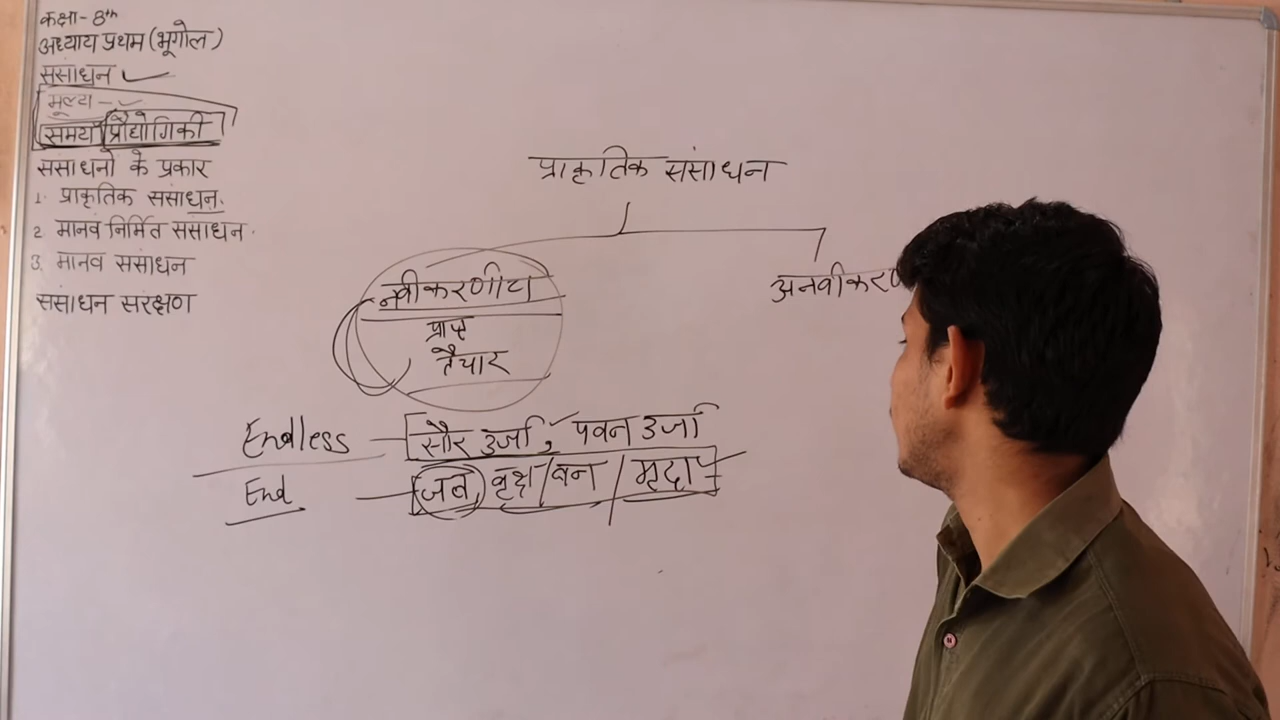 कक्षा - 8th
अध्याय प्रथम (भूगोल)
संसाधन
मूल्य -
समय प्रौद्योगिकी
संसाधनों के प्रकार
1. प्राकृतिक संसाधन.
2 मानव निर्मित संसाधन.
3. मानव संसाधन
संसाधन संरक्षण
प्राकृतिक संसाधन
नवीकरणीय
तैयार
अनवीकरण
Endless - सौर उर्जा, पवन उर्जा
End - जल वृक्ष / वन / मृदा